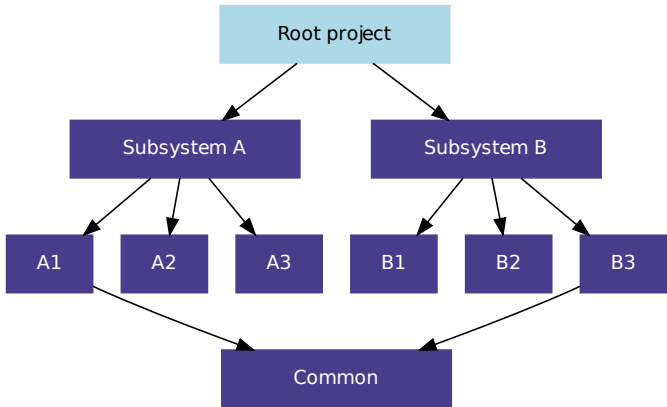 Root project
Subsystem A
Subsystem B
A1
A2
A3
B1
B2
B3
Common